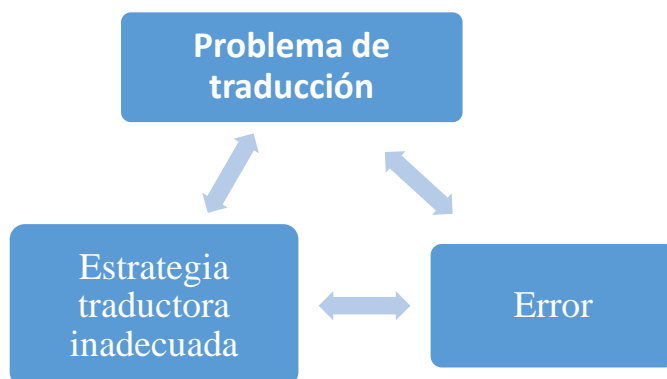 Problema de
traducción
Estrategia
traductora
inadecuada
Error